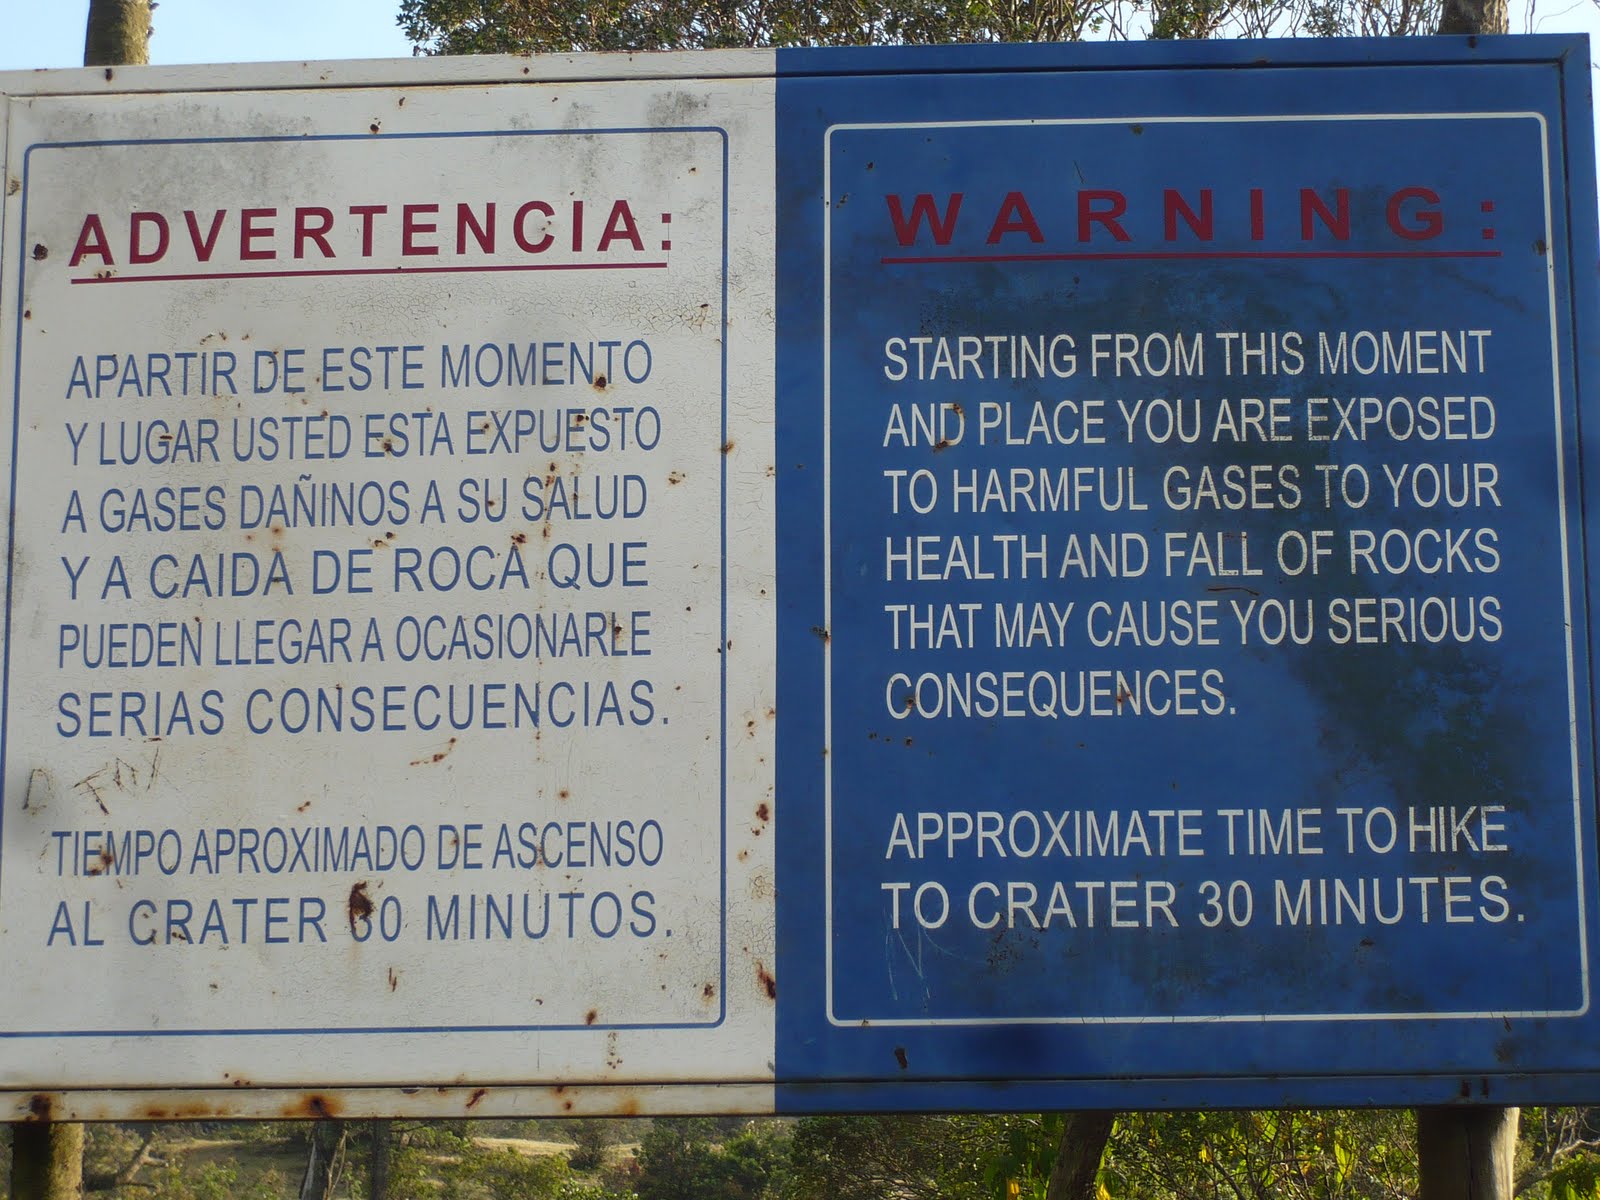 ADVERTENCIA:
APARTIR DE ESTE MOMENTO
Y LUGAR USTED ESTA EXPUESTO
A GASES DAÑINOS A SU SALUD
Y A CAIDA DE ROCA QUE
PUEDEN LLEGAR A OCASIONARLE
SERIAS CONSECUENCIAS.
TIEMPO APROXIMADO DE ASCENSO
AL CRATER 30 MINUTOS.
WARNING:
STARTING FROM THIS MOMENT
AND PLACE YOU ARE EXPOSED
TO HARMFUL GASES TO YOUR
HEALTH AND FALL OF ROCKS
THAT MAY CAUSE YOU SERIOUS
CONSEQUENCES.
APPROXIMATE TIME TO HIKE
TO CRATER 30 MINUTES.